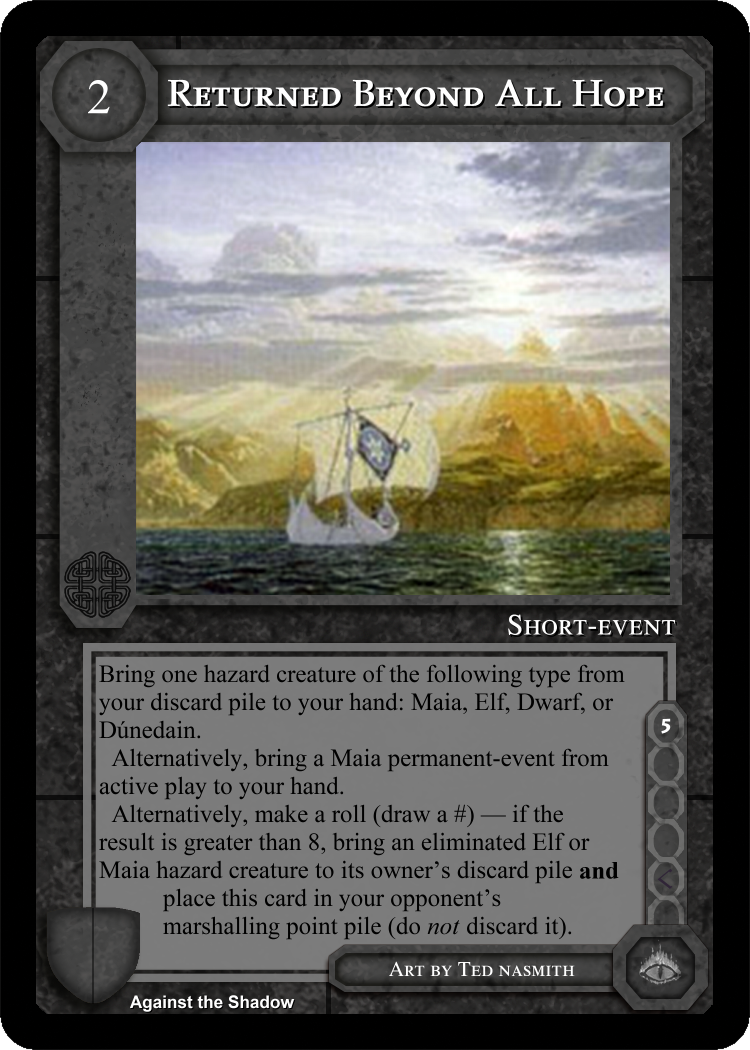 2
Returned Beyond All Hope
Short-event
Bring one hazard creature of the following type from
your discard pile to your hand: Maia, Elf, Dwarf, or
Dúnedain.
Alternatively, bring a Maia permanent-event from
active play to your hand.
Alternatively, make a roll (draw a #) — if the
result is greater than 8, bring an eliminated Elf or
Maia hazard creature to its owner's discard pile and
place this card in your opponent's
marshalling point pile (do not discard it).
5
Art by Ted nasmith
Against the Shadow